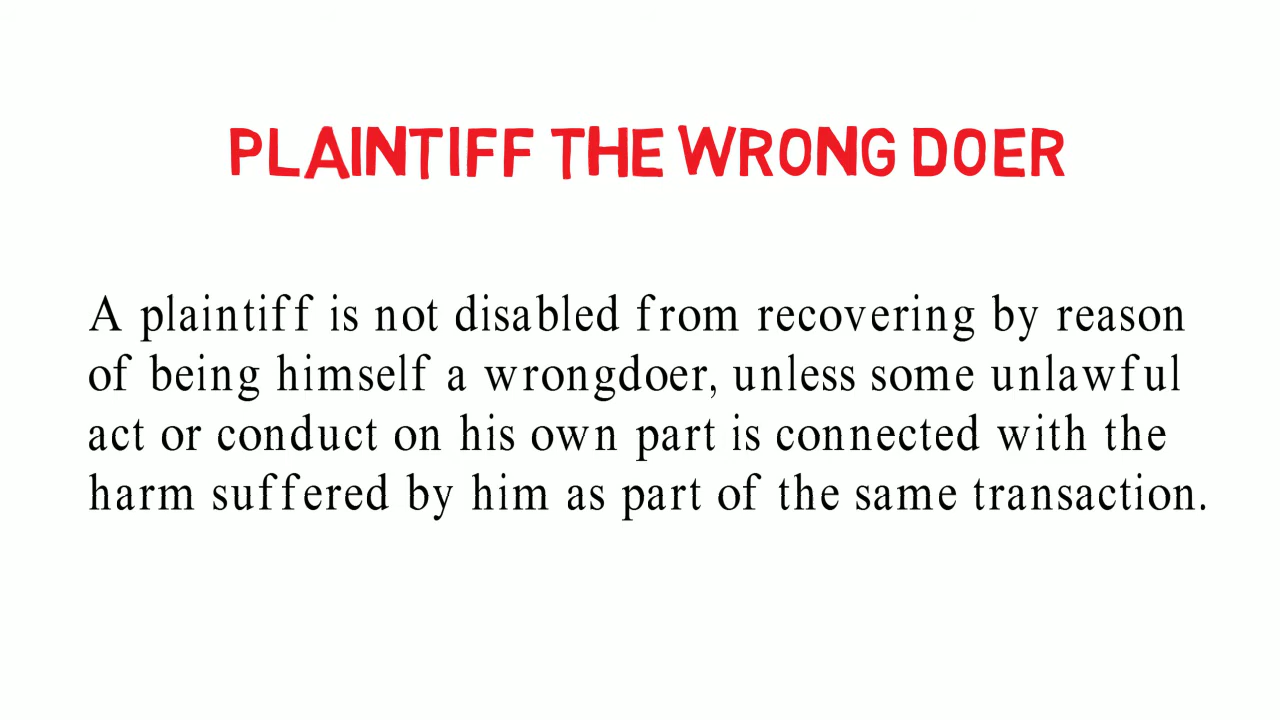 PLAINTIFF THE WRONG DOER
A plaintiff is not disabled from recovering by reason
of being himself a wrongdoer, unless some unlawful
act or conduct on his own part is connected with the
harm suffered by him as part of the same transaction.